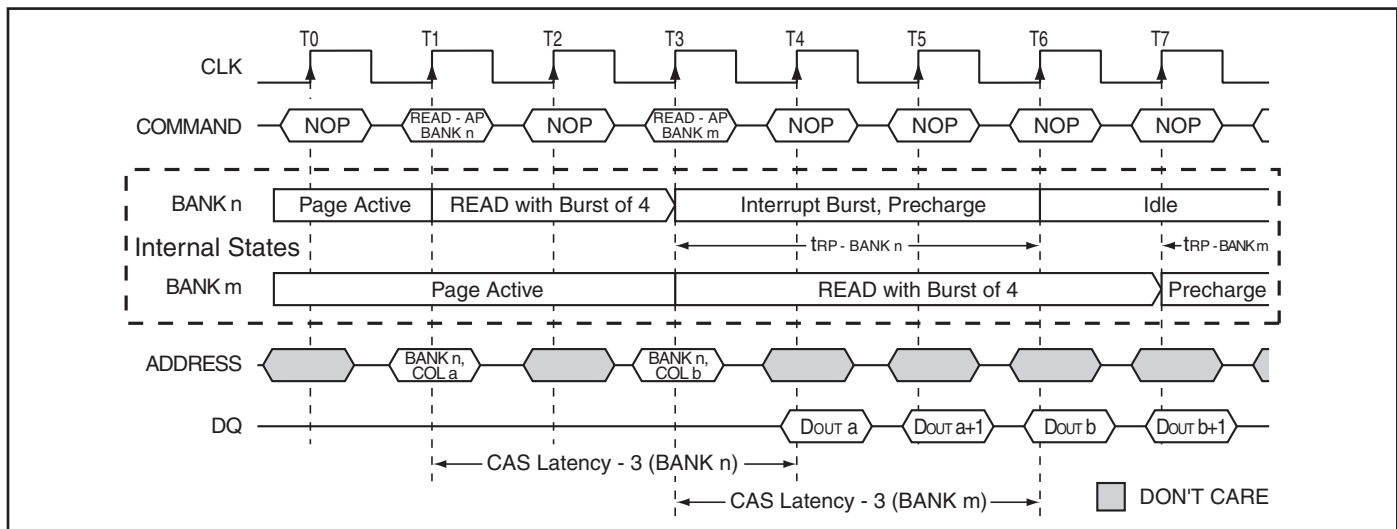 T0 T1 T2 T3 T4 T5 T6 T7
CLK
COMMAND NOP READ - AP BANK n NOP READ - AP BANK m NOP NOP NOP NOP
BANK n Page Active READ with Burst of 4 Interrupt Burst, Precharge Idle
Internal States tRP - BANK n tRP - BANK m
BANK m Page Active READ with Burst of 4 Precharge
ADDRESS BANK n, COL a BANK n, COL b
DQ DOUT a DOUT a+1 DOUT b DOUT b+1
CAS Latency - 3 (BANK n)
CAS Latency - 3 (BANK m) DON'T CARE